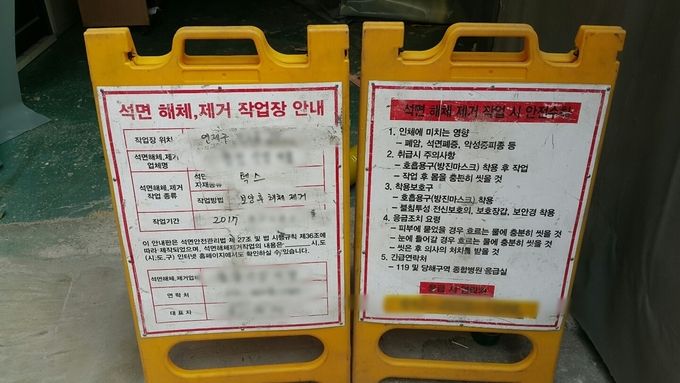 석면 해체,제거 작업장 안내
작업장 위치 연제구
석면해체,제거
업체명
석면해체,제거
작업 종류
석면
자재종류 텍스
작업방법 보양후 해체 제거
작업기간 2017
이 안내판은 석면안전관리법 제 27조 및 법 시행규칙 제36조에
따라 제작되었으며, 석면해체제거작업의 내용은 시,도
(시,도,구) 인터넷 홈페이지에서도 확인하실 수 있습니다.
석면해체,제거업체
연 락 처
대 표 자
석면 해체 제거 작업 시 안전수칙
1. 인체에 미치는 영향
- 폐암, 석면폐증, 악성중피종 등
2. 취급시 주의사항
- 호흡용구(방진마스크) 착용 후 작업
- 작업 후 몸을 충분히 씻을 것
3. 착용보호구
- 호흡용구(방진마스크) 착용
- 불침투성 전신보호의, 보호장갑, 보안경 착용
4. 응급조치 요령
- 피부에 묻었을 경우 흐르는 물에 충분히 씻을 것
- 눈에 들어갈 경우 흐르는 물에 충분히 씻을 것
- 씻은 후 의사의 처치를 받을 것
5. 긴급연락처
- 119 및 당해구역 종합병원 응급실